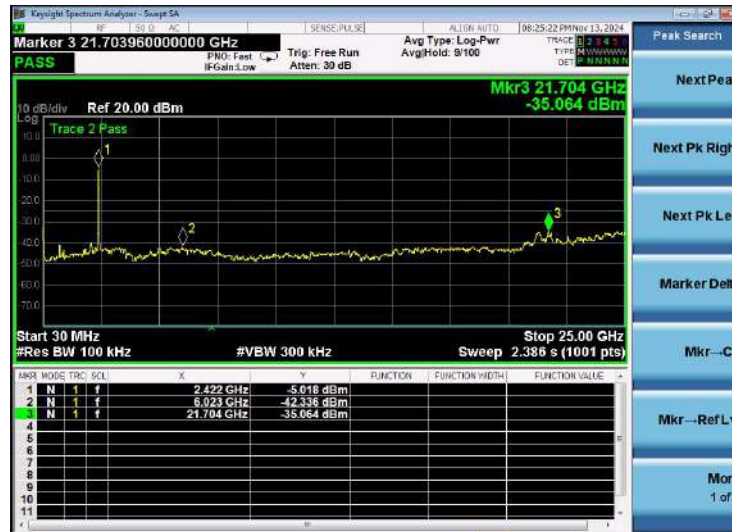 Keysight Spectrum Analyzer - Swept SA
RF 50 Ω AC SENSE:PULSE ALIGN AUTO 08:25:22 PM Nov 13, 2024
Marker 3 21.703960000000 GHz
PNO: Fast
IFGain:Low
Trig: Free Run
Atten: 30 dB
Avg Type: Log-Pwr
Avg|Hold: 9/100
TRACE 1 2 3 4 5 6
TYPE M WWWWW
DET P N N N N N
PASS
Mkr3 21.704 GHz
-35.064 dBm
10 dB/div Ref 20.00 dBm
Log
Trace 2 Pass
10.0
0.00
-10.0
-20.0
-30.0
-40.0
-50.0
-60.0
-70.0
1
2
3
Start 30 MHz Stop 25.00 GHz
#Res BW 100 kHz #VBW 300 kHz Sweep 2.386 s (1001 pts)
MKR MODE TRC SCL X Y FUNCTION FUNCTION WIDTH FUNCTION VALUE
1 N 1 f 2.422 GHz -5.018 dBm
2 N 1 f 6.023 GHz -42.336 dBm
3 N 1 f 21.704 GHz -35.064 dBm
4
5
6
7
8
9
10
11
Peak Search
Next Pea
Next Pk Righ
Next Pk Le
Marker Delt
Mkr→C
Mkr→Ref Lv
Mor
1 of